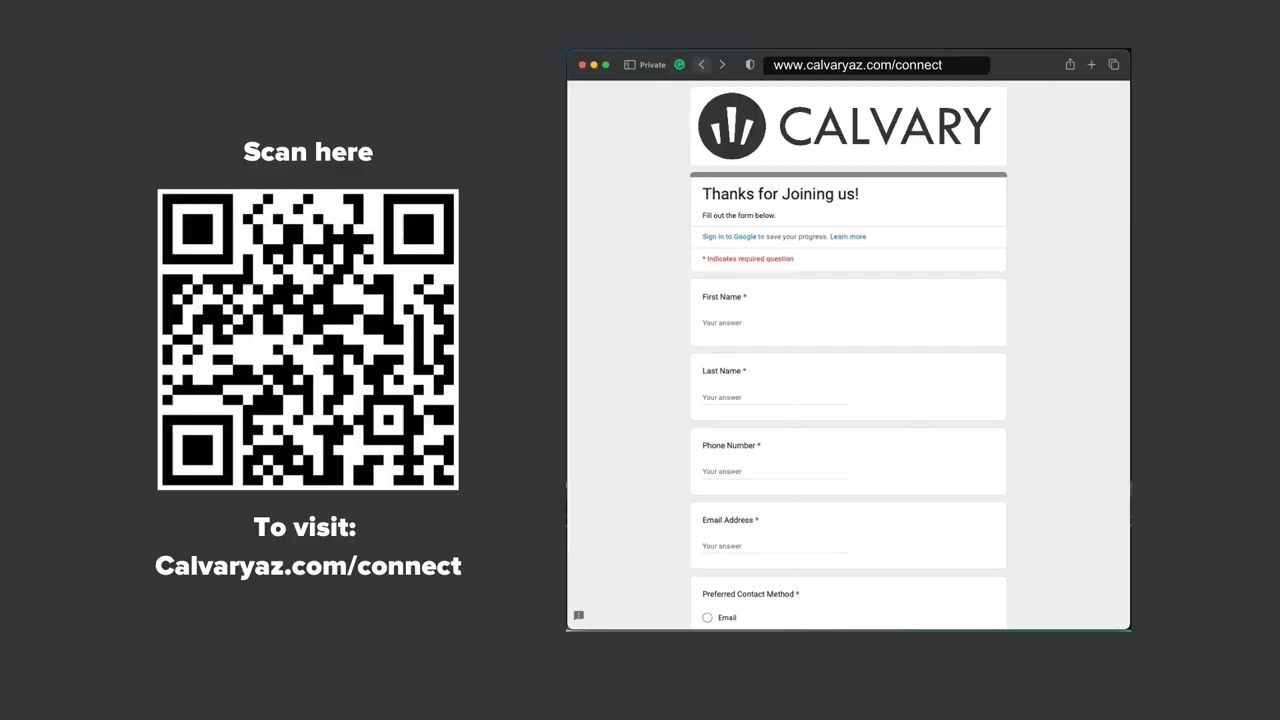 Scan here
To visit:
Calvaryaz.com/connect
Private
www.calvaryaz.com/connect
CALVARY
Thanks for Joining us!
Fill out the form below.
Sign in to Google to save your progress. Learn more
* Indicates required question
First Name *
Your answer
Last Name *
Your answer
Phone Number *
Your answer
Email Address *
Your answer
Preferred Contact Method *
Email